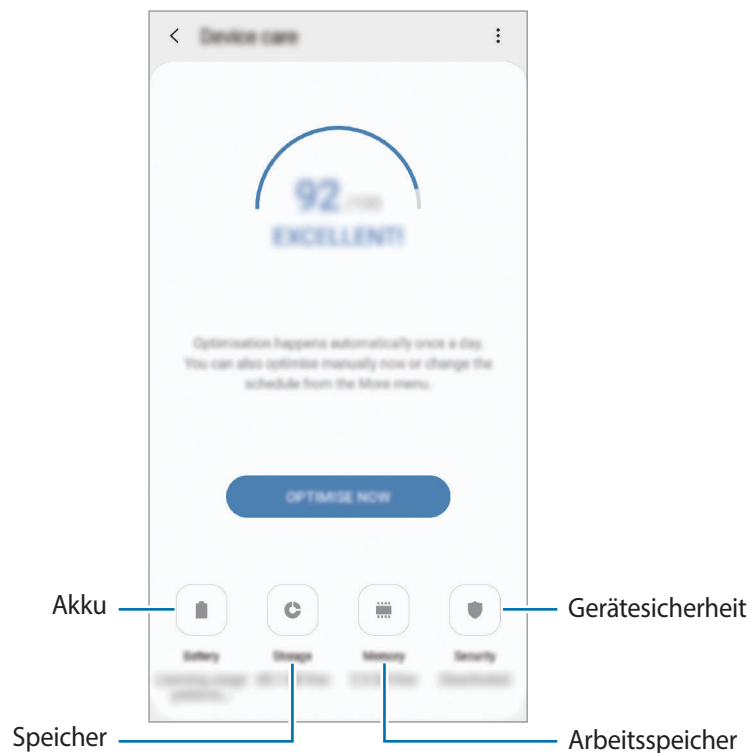 Device care
92 /100
EXCELLENT!
Optimisation happens automatically once a day.
You can also optimise manually now or change the
schedule from the More menu.
OPTIMISE NOW
Akku
Gerätesicherheit
Battery
Storage
Memory
Security
Speicher
Arbeitsspeicher